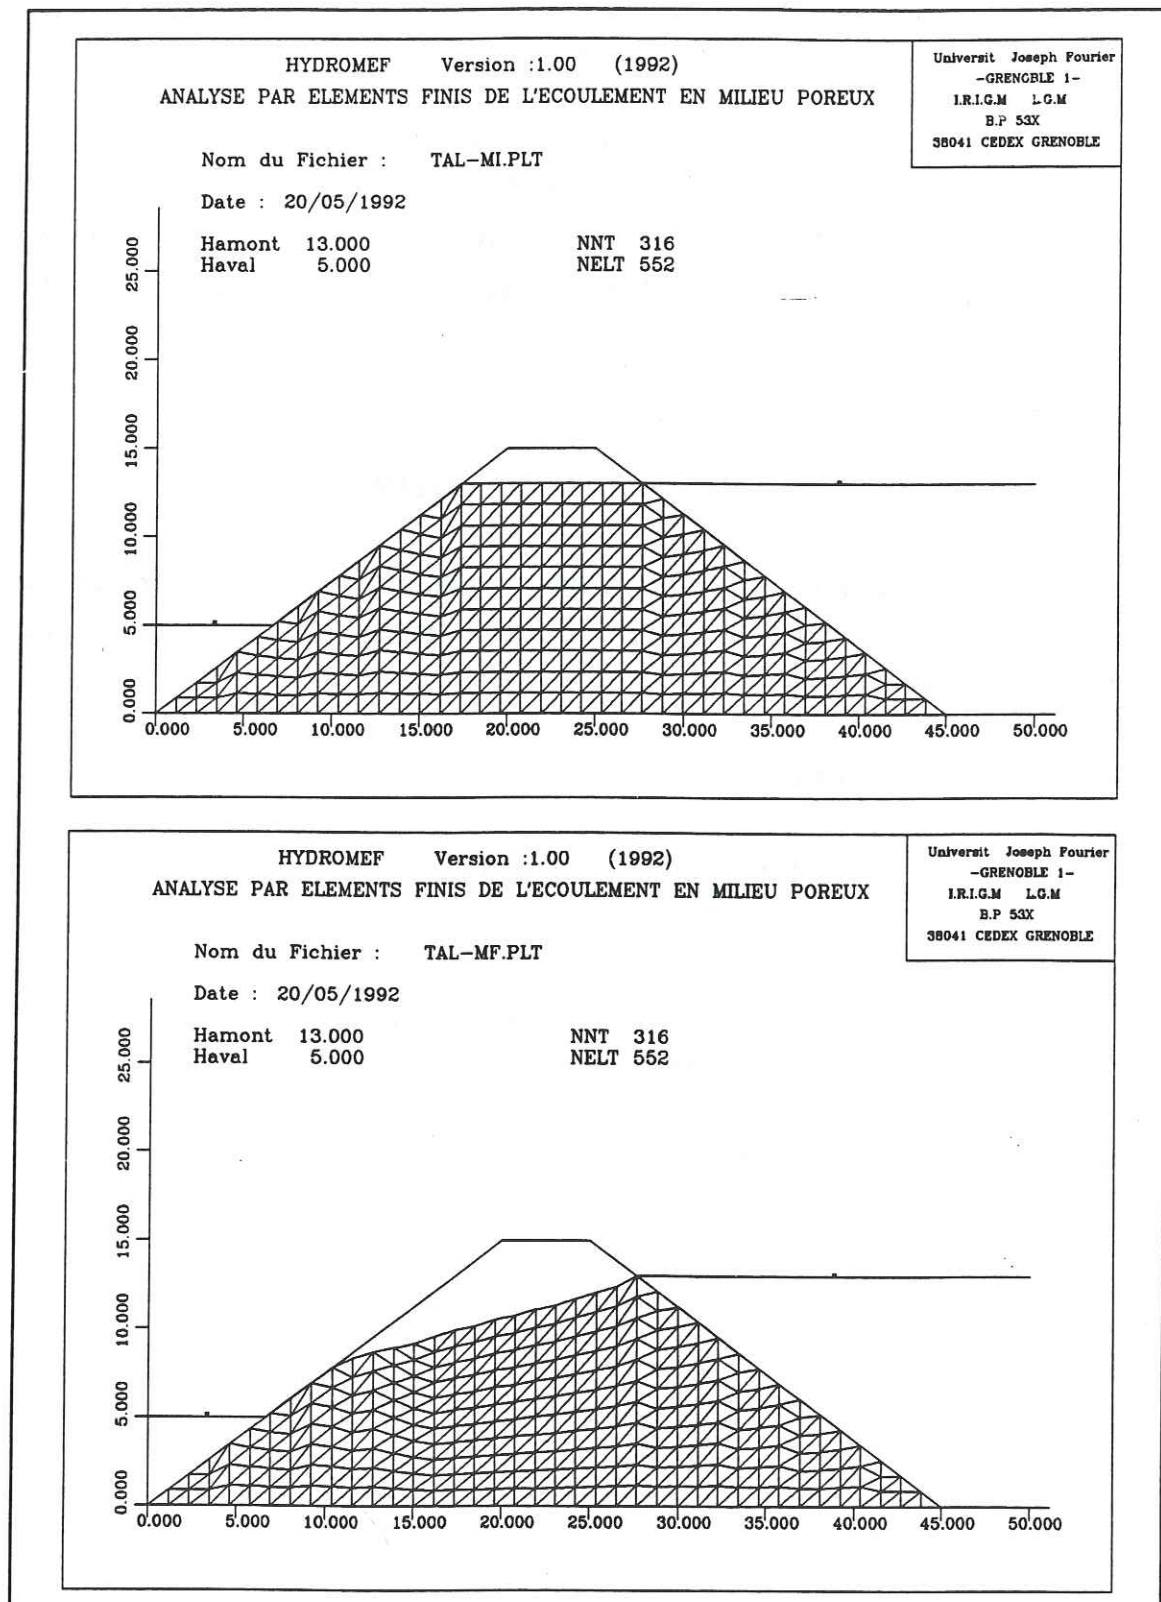 HYDROMEF Version :1.00 (1992)
ANALYSE PAR ELEMENTS FINIS DE L'ECOULEMENT EN MILIEU POREUX
Universit Joseph Fourier
-GRENOBLE 1-
I.R.I.G.M L.G.M
B.P 53X
38041 CEDEX GRENOBLE
Nom du Fichier : TAL-MI.PLT
Date : 20/05/1992
Hamont 13.000 NNT 316
Haval 5.000 NELT 552
25.000
20.000
15.000
10.000
5.000
0.000
0.000 5.000 10.000 15.000 20.000 25.000 30.000 35.000 40.000 45.000 50.000
HYDROMEF Version :1.00 (1992)
ANALYSE PAR ELEMENTS FINIS DE L'ECOULEMENT EN MILIEU POREUX
Universit Joseph Fourier
-GRENOBLE 1-
I.R.I.G.M L.G.M
B.P 53X
38041 CEDEX GRENOBLE
Nom du Fichier : TAL-MF.PLT
Date : 20/05/1992
Hamont 13.000 NNT 316
Haval 5.000 NELT 552
25.000
20.000
15.000
10.000
5.000
0.000
0.000 5.000 10.000 15.000 20.000 25.000 30.000 35.000 40.000 45.000 50.000